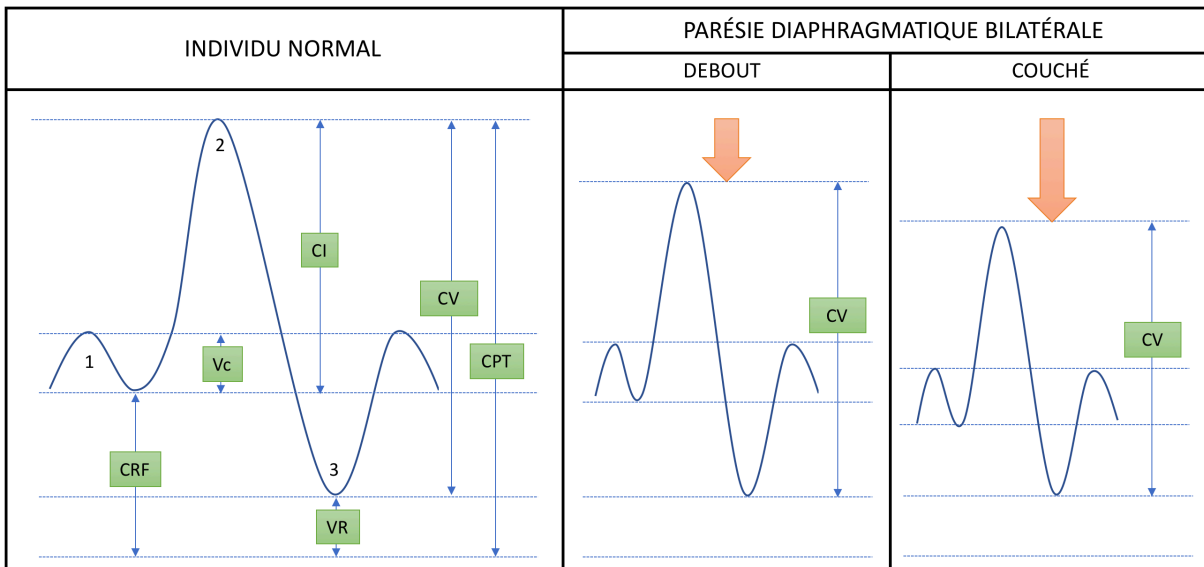 INDIVIDU NORMAL
PARÉSIE DIAPHRAGMATIQUE BILATÉRALE
DEBOUT
COUCHÉ
2
CI
CV
1
Vc
CPT
CRF
3
VR
CV
CV